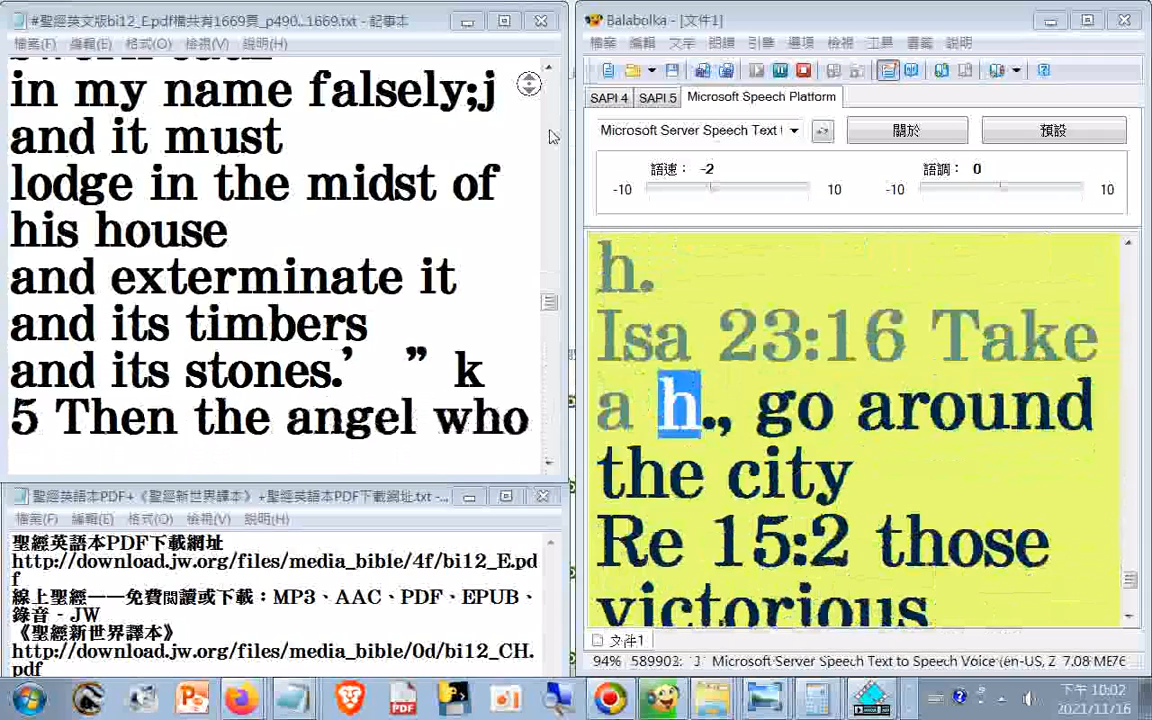 #聖經英文版bi12_E.pdf檔共有1669頁_p490...1669.txt - 記事本
檔案(F) 編輯(E) 格式(O) 檢視(V) 說明(H)
in my name falsely;j
and it must
lodge in the midst of
his house
and exterminate it
and its timbers
and its stones.’ ” k
5 Then the angel who
聖經英語本PDF+《聖經新世界譯本》+聖經英語本PDF下載網址.txt - ...
檔案(F) 編輯(E) 格式(O) 檢視(V) 說明(H)
聖經英語本PDF下載網址
http://download.jw.org/files/media_bible/4f/bi12_E.pd
f
線上聖經——免費閱讀或下載：MP3、AAC、PDF、EPUB、
錄音 - JW
《聖經新世界譯本》
http://download.jw.org/files/media_bible/0d/bi12_CH.
pdf
Balabolka - [文件1]
檔案 編輯 文字 閱讀 引擎 選項 檢視 工具 書籤 說明
SAPI 4 SAPI 5 Microsoft Speech Platform
Microsoft Server Speech Text 關於 預設
語速： -2 語調： 0
-10 10 -10 10
h.
Isa 23:16 Take
a h., go around
the city
Re 15:2 those
victorious
文件1
94% Microsoft Server Speech Text to Speech Voice (en-US, Z
下午 10:02
2021/11/16